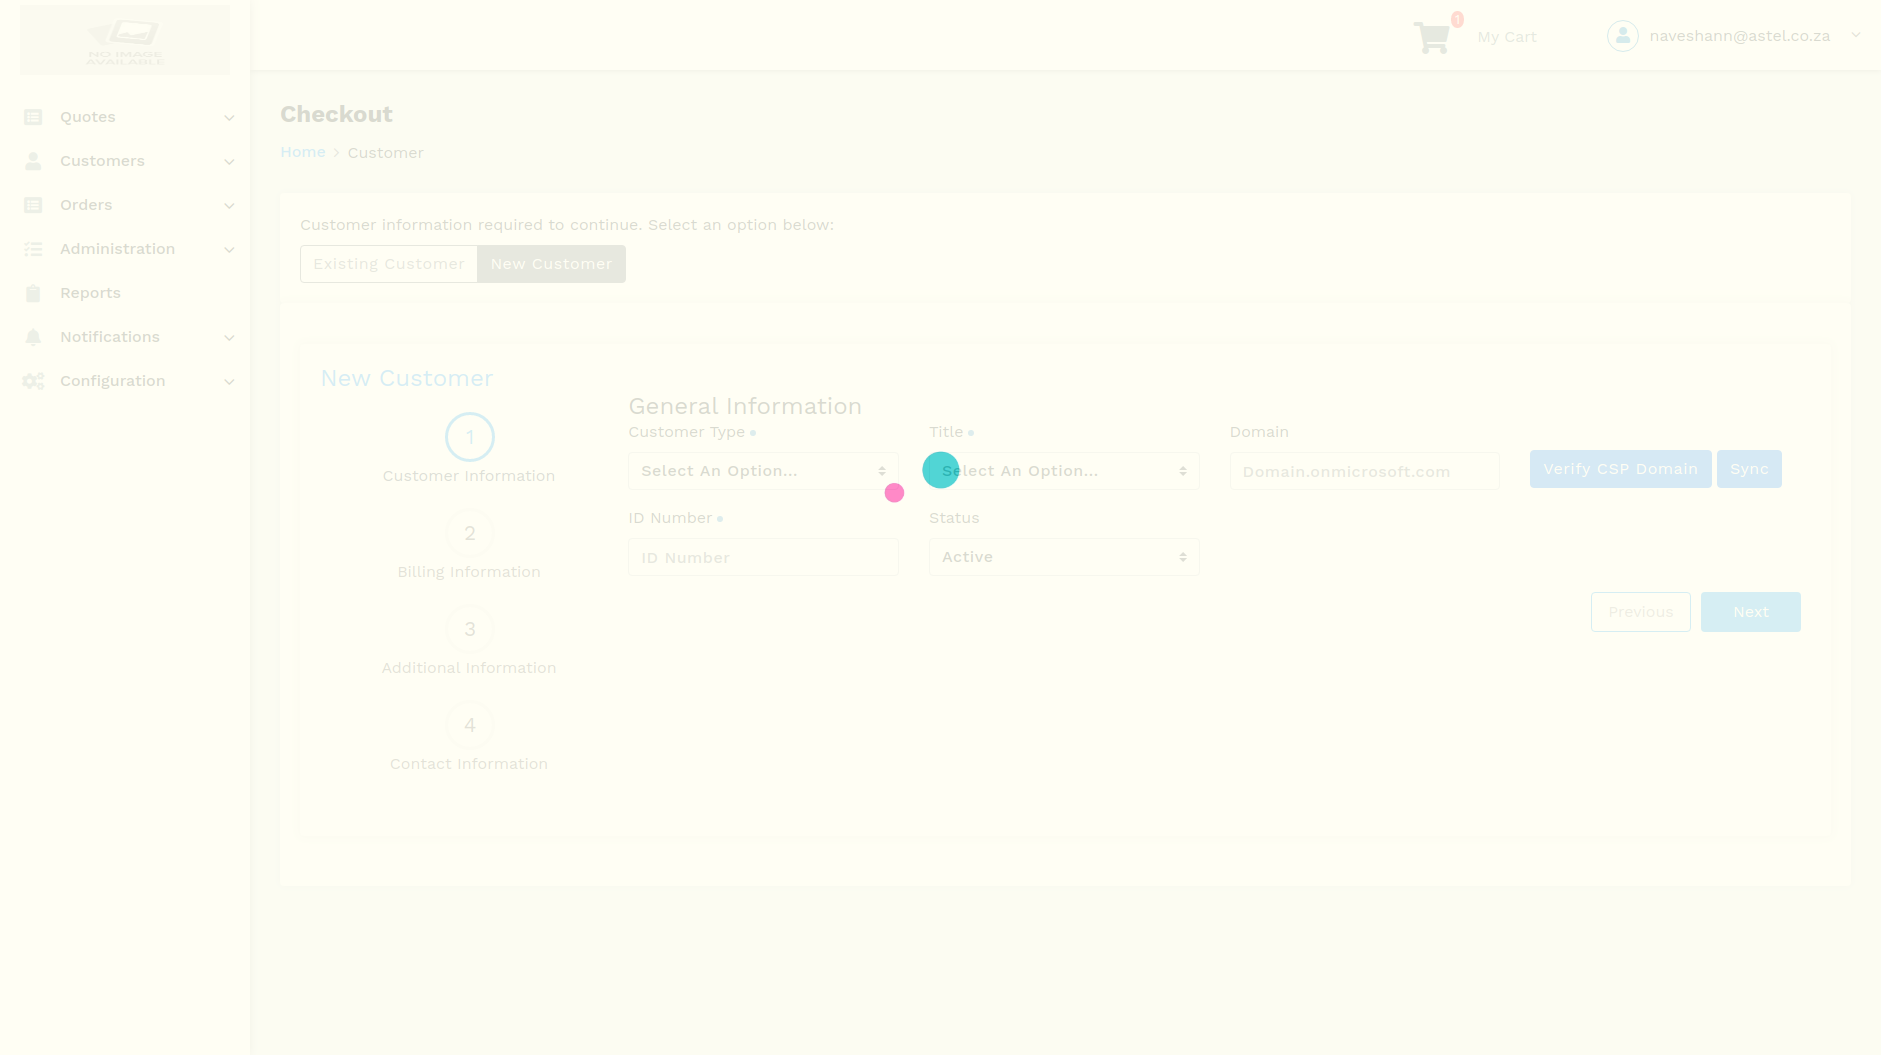 NO IMAGE
AVAILABLE
1
My Cart
naveshann@astel.co.za
Quotes
Customers
Orders
Administration
Reports
Notifications
Configuration
Checkout
Home
Customer
Customer information required to continue. Select an option below:
Existing Customer
New Customer
New Customer
1
Customer Information
2
Billing Information
3
Additional Information
4
Contact Information
General Information
Customer Type
Title
Domain
Select An Option...
Select An Option...
Domain.onmicrosoft.com
Verify CSP Domain
Sync
ID Number
Status
ID Number
Active
Previous
Next